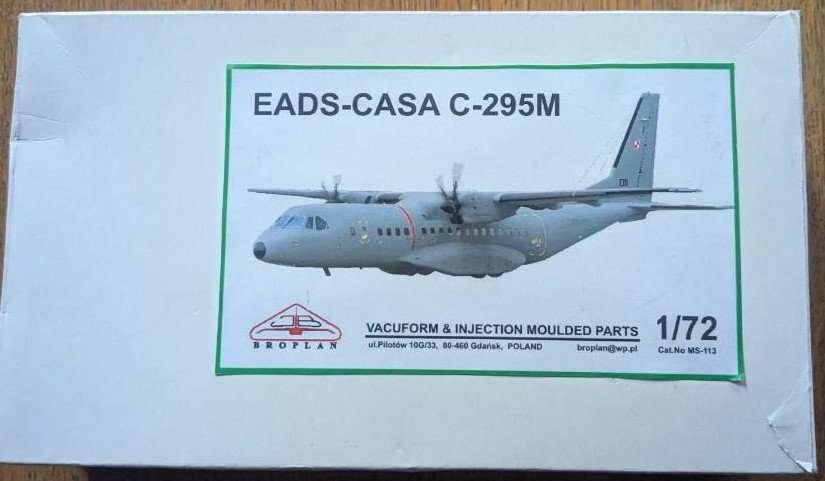 EADS-CASA C-295M
JB
BROPLAN
VACUFORM & INJECTION MOULDED PARTS
ul.Pilotów 10G/33, 80-460 Gdańsk, POLAND broplan@wp.pl
1/72
Cat.No MS-113